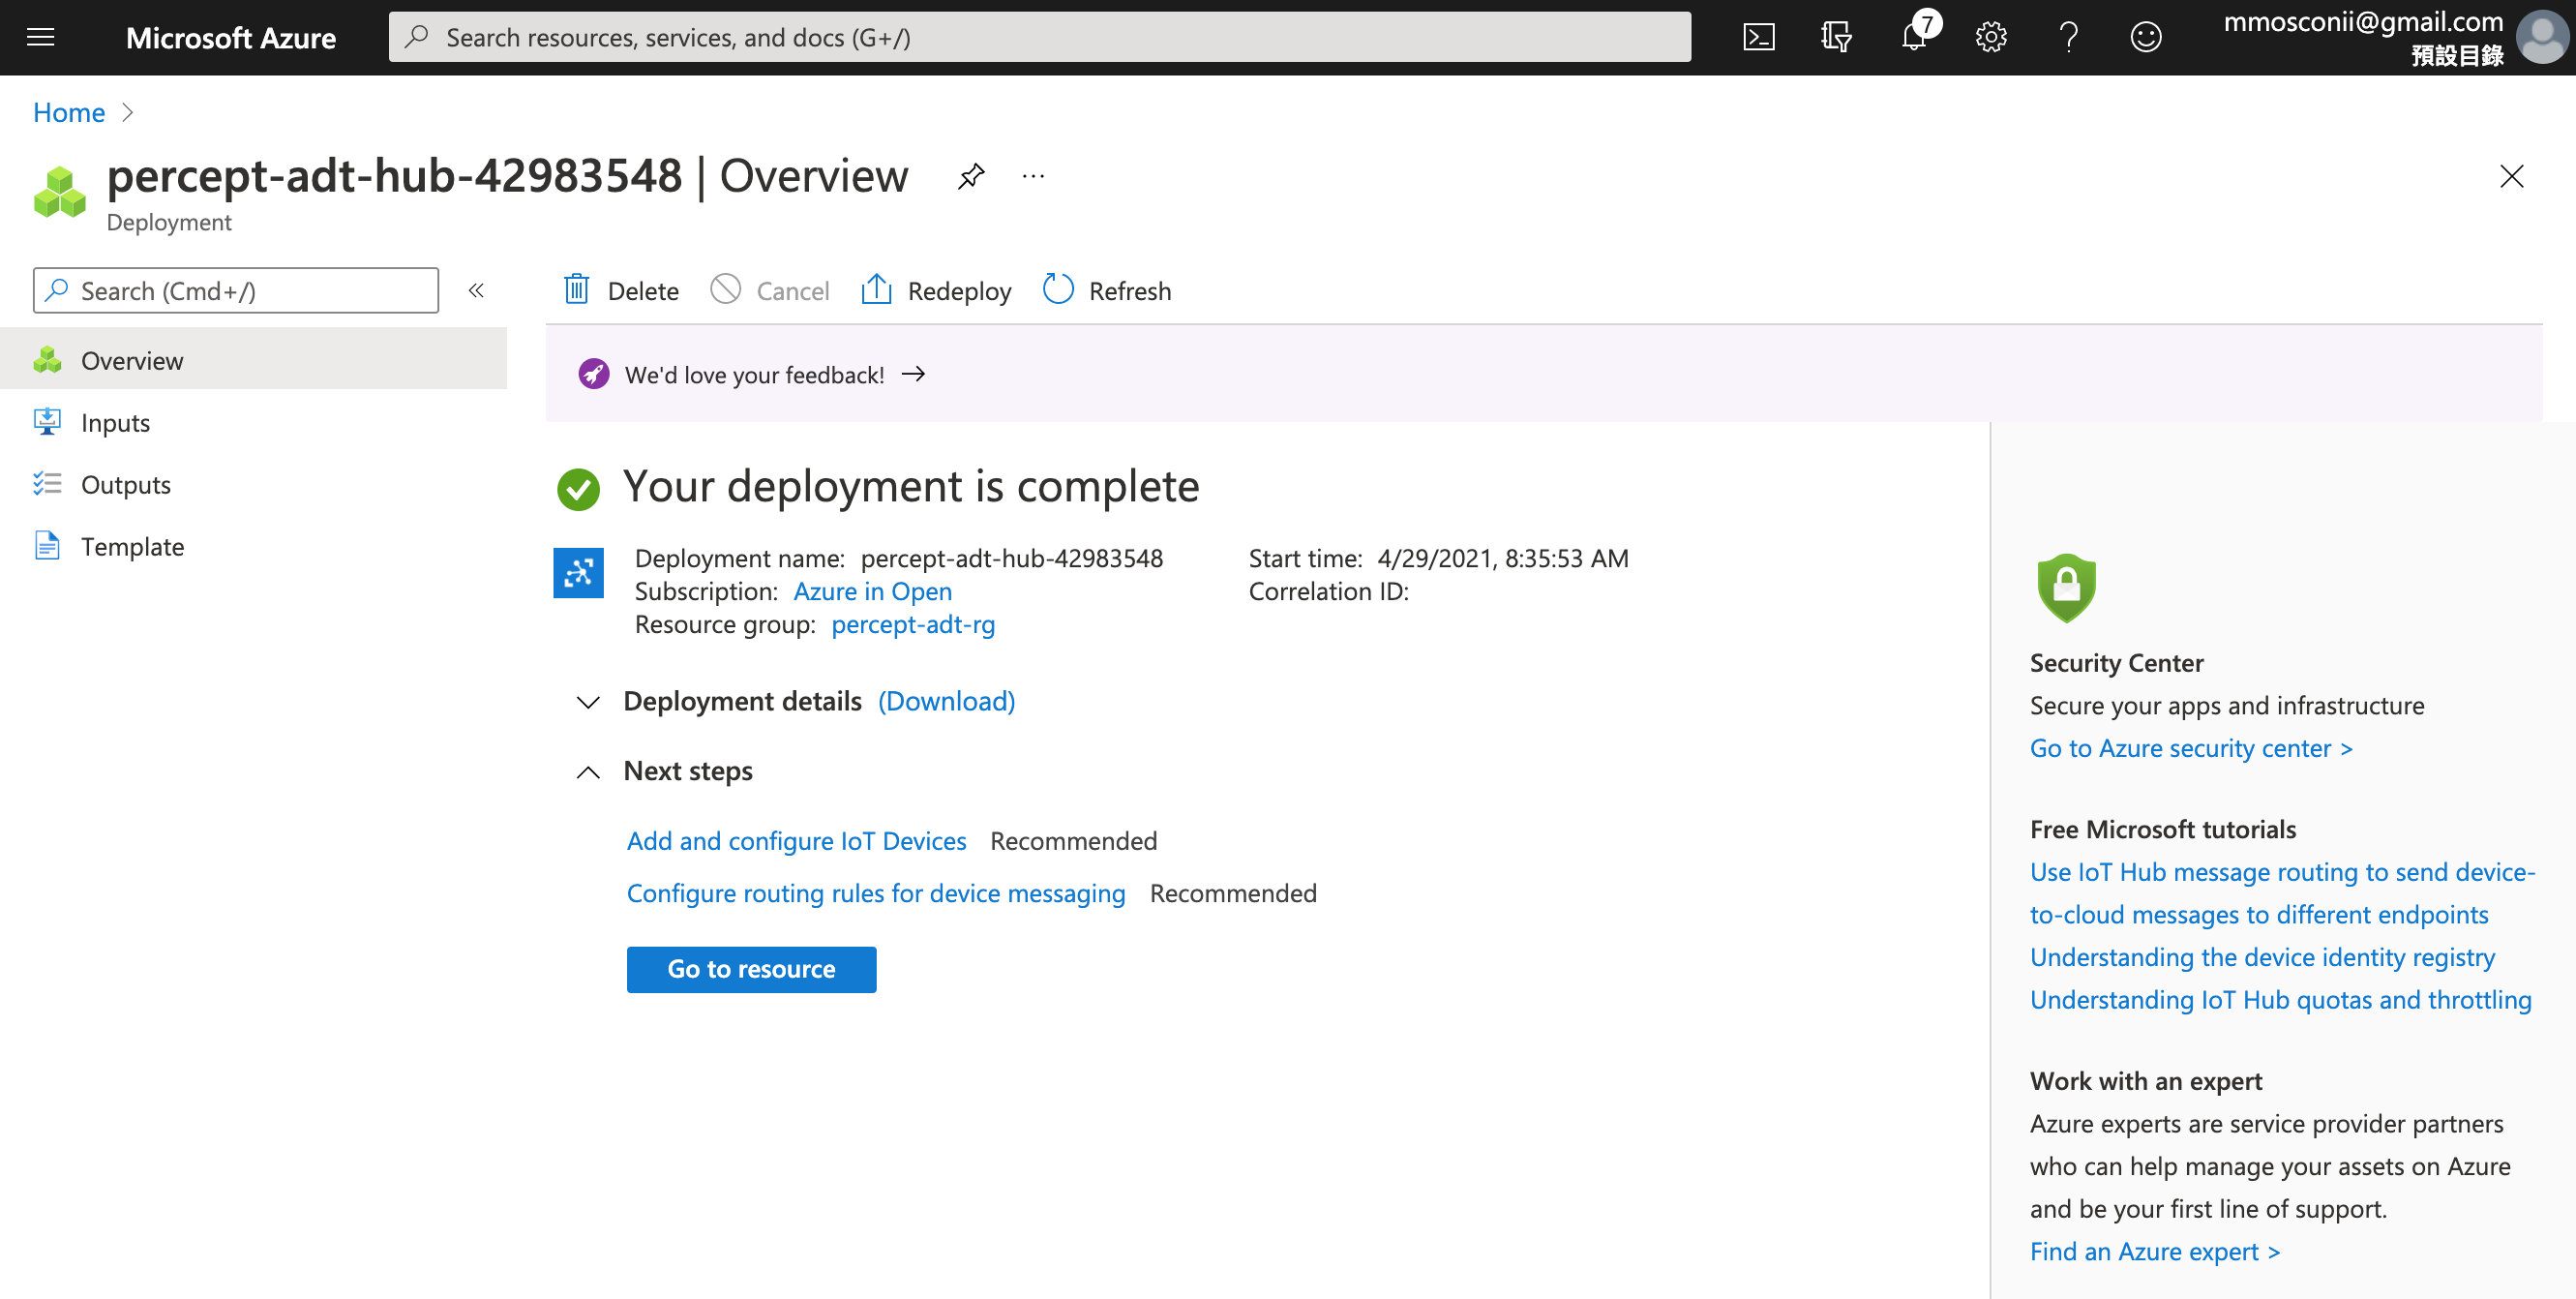 Microsoft Azure
Search resources, services, and docs (G+/)
7
mmosconii@gmail.com
預設目錄
Home
percept-adt-hub-42983548 | Overview
Deployment
Search (Cmd+/)
Overview
Inputs
Outputs
Template
Delete
Cancel
Redeploy
Refresh
We'd love your feedback!
Your deployment is complete
Deployment name: percept-adt-hub-42983548
Subscription: Azure in Open
Resource group: percept-adt-rg
Start time: 4/29/2021, 8:35:53 AM
Correlation ID:
Deployment details (Download)
Next steps
Add and configure IoT Devices Recommended
Configure routing rules for device messaging Recommended
Go to resource
Security Center
Secure your apps and infrastructure
Go to Azure security center >
Free Microsoft tutorials
Use IoT Hub message routing to send device-
to-cloud messages to different endpoints
Understanding the device identity registry
Understanding IoT Hub quotas and throttling
Work with an expert
Azure experts are service provider partners
who can help manage your assets on Azure
and be your first line of support.
Find an Azure expert >